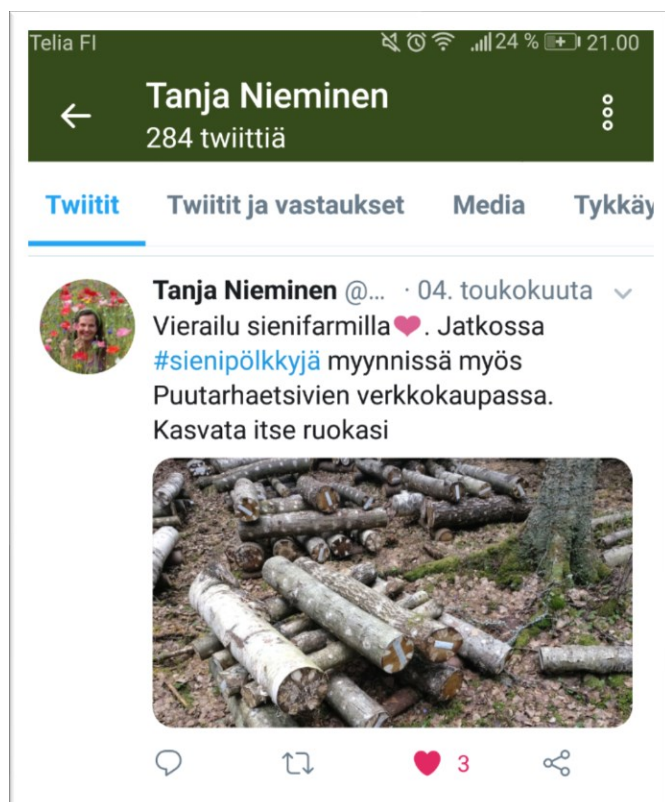 Telia FI 24 % 21.00
Tanja Nieminen
284 twiittiä
Twiitit Twiitit ja vastaukset Media Tykkäy
Tanja Nieminen @... · 04. toukokuuta
Vierailu sienifarmilla❤. Jatkossa
#sienipölkkyjä myynnissä myös
Puutarhaetsivien verkkokaupassa.
Kasvata itse ruokasi
3